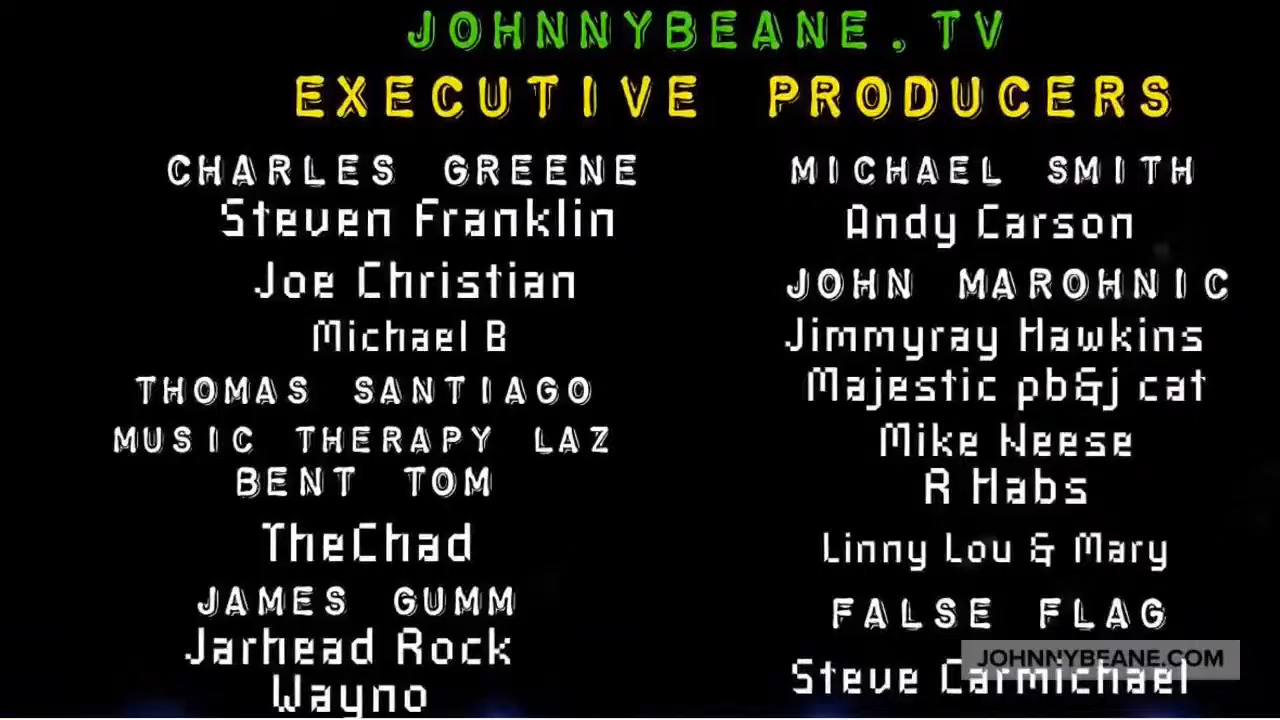 JOHNNYBEANE.TV
EXECUTIVE PRODUCERS
CHARLES GREENE
Steven Franklin
Joe Christian
Michael B
THOMAS SANTIAGO
MUSIC THERAPY LAZ
BENT TOM
TheChad
JAMES GUMM
Jarhead Rock
Wayno
MICHAEL SMITH
Andy Carson
JOHN MAROHNIC
Jimmyray Hawkins
Majestic pb&j cat
Mike Neese
R Habs
Linny Lou & Mary
FALSE FLAG
Steve Carmichael
JOHNNYBEANE.COM